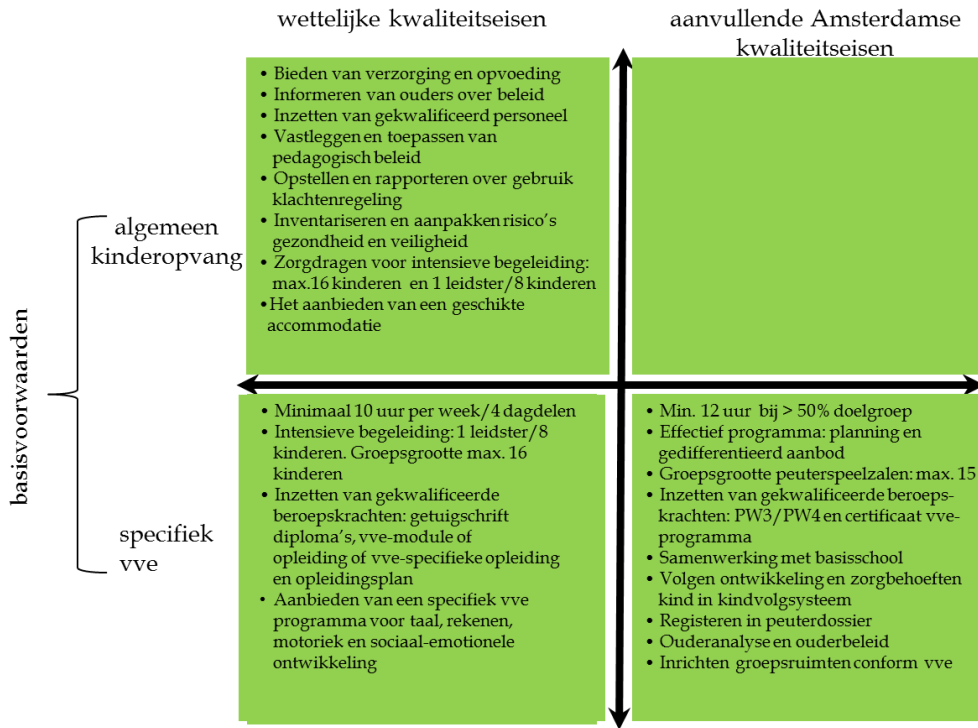 wettelijke kwaliteitseisen
aanvullende Amsterdamse
kwaliteitseisen
basisvoorwaarden
algemeen
kinderopvang
• Bieden van verzorging en opvoeding
• Informeren van ouders over beleid
• Inzetten van gekwalificeerd personeel
• Vastleggen en toepassen van
pedagogisch beleid
• Opstellen en rapporteren over gebruik
klachtenregeling
• Inventariseren en aanpakken risico's
gezondheid en veiligheid
• Zorgdragen voor intensieve begeleiding:
max.16 kinderen en 1 leidster/8 kinderen
• Het aanbieden van een geschikte
accommodatie
specifiek
vve
• Minimaal 10 uur per week/4 dagdelen
• Intensieve begeleiding: 1 leidster/8
kinderen. Groepsgrootte max. 16
kinderen
• Inzetten van gekwalificeerde
beroepskrachten: getuigschrift
diploma's, vve-module of
opleiding of vve-specifieke opleiding
en opleidingsplan
• Aanbieden van een specifiek vve
programma voor taal, rekenen,
motoriek en sociaal-emotionele
ontwikkeling
• Min. 12 uur bij > 50% doelgroep
• Effectief programma: planning en
gedifferentieerd aanbod
• Groepsgrootte peuterspeelzalen: max. 15
• Inzetten van gekwalificeerde beroeps-
krachten: PW3/PW4 en certificaat vve-
programma
• Samenwerking met basisschool
• Volgen ontwikkeling en zorgbehoeften
kind in kindvolgsysteem
• Registeren in peuterdossier
• Ouderanalyse en ouderbeleid
• Inrichten groepsruimten conform vve